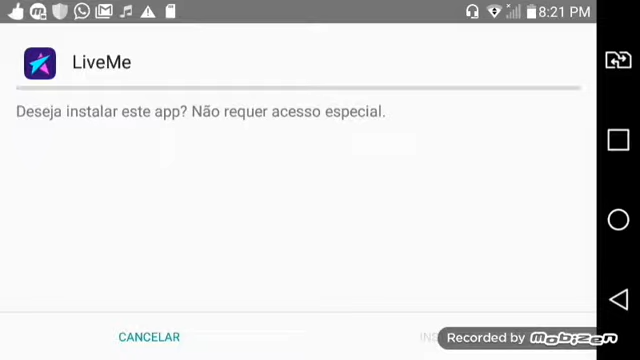 8:21 PM
LiveMe
Deseja instalar este app? Não requer acesso especial.
CANCELAR
Recorded by Mobizen